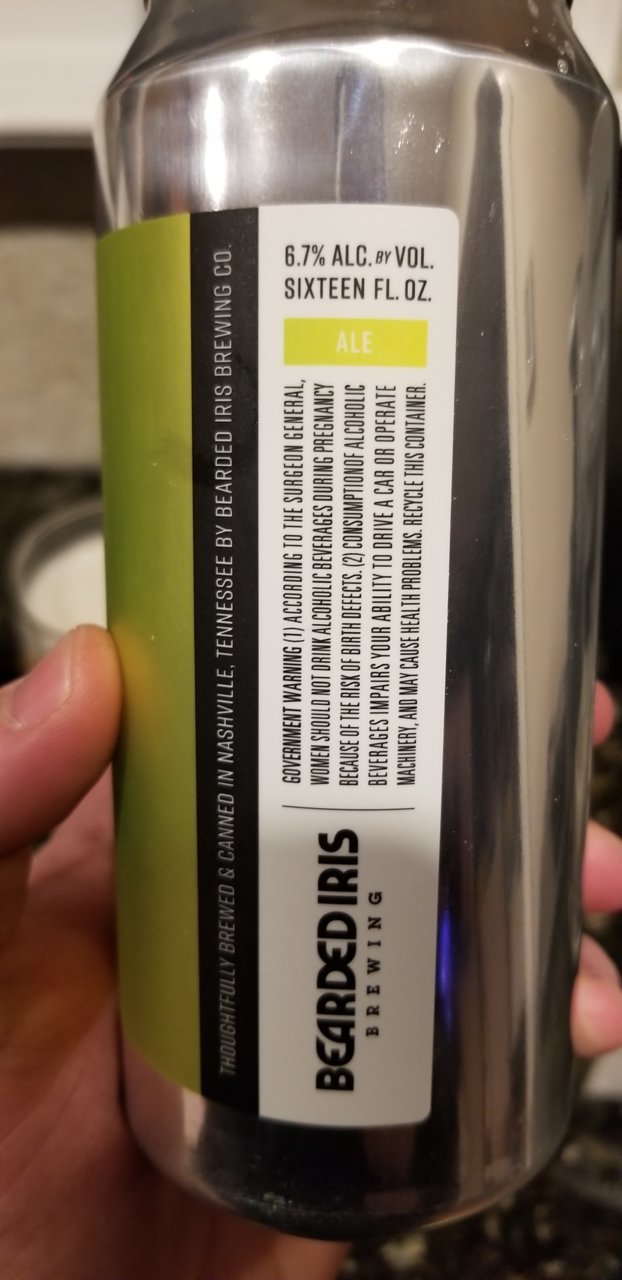 6.7% ALC. BY VOL.
SIXTEEN FL. OZ.
ALE
THOUGHTFULLY BREWED & CANNED IN NASHVILLE, TENNESSEE BY BEARDED IRIS BREWING CO.
GOVERNMENT WARNING (1) ACCORDING TO THE SURGEON GENERAL,
WOMEN SHOULD NOT DRINK ALCOHOLIC BEVERAGES DURING PREGNANCY
BECAUSE OF THE RISK OF BIRTH DEFECTS. (2) CONSUMPTIONOF ALCOHOLIC
BEVERAGES IMPAIRS YOUR ABILITY TO DRIVE A CAR OR OPERATE
MACHINERY, AND MAY CAUSE HEALTH PROBLEMS. RECYCLE THIS CONTAINER.
BEARDED IRIS
BREWING